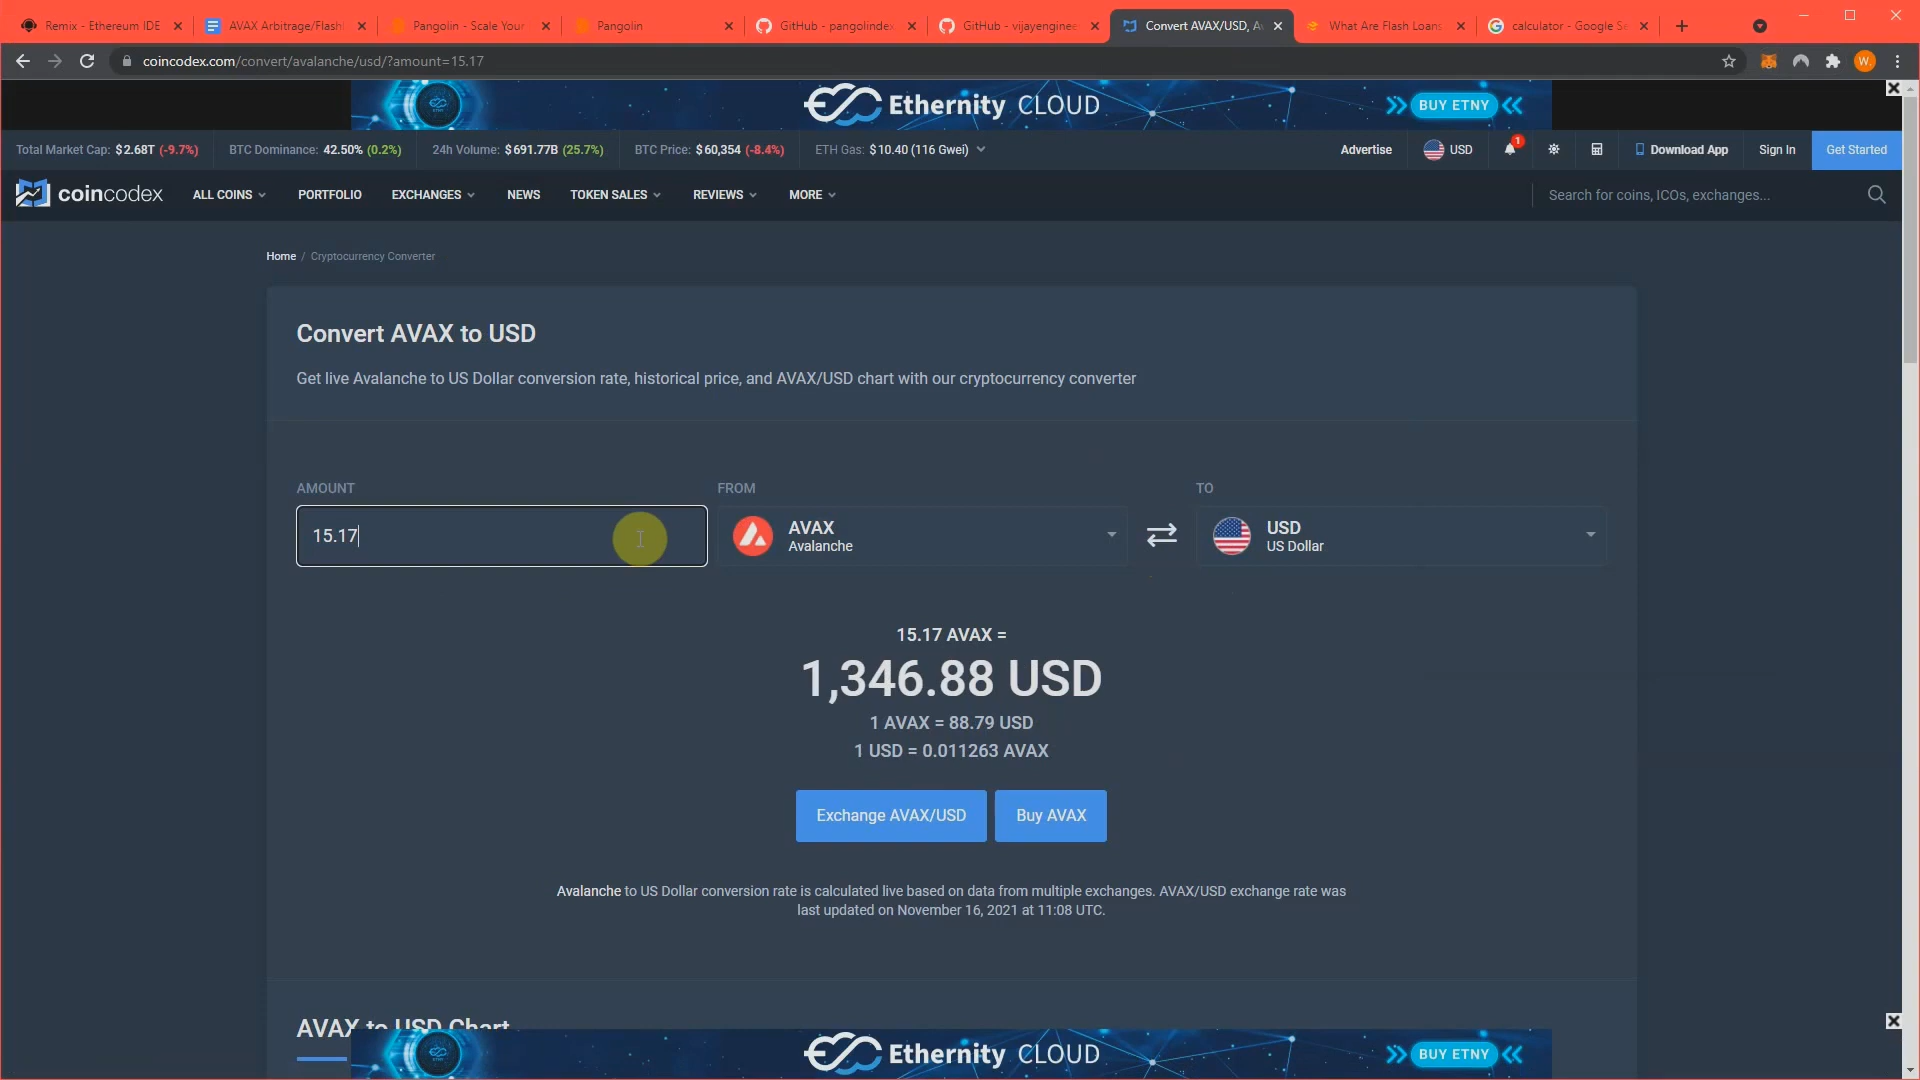 Remix - Ethereum IDE
AVAX Arbitrage/Flashl
Pangolin - Scale Your
Pangolin
GitHub - pangolindex
GitHub - vijayenginee
Convert AVAX/USD, A
What Are Flash Loans
calculator - Google Se
coincodex.com/convert/avalanche/usd/?amount=15.17
W.
Ethernity CLOUD
BUY ETNY
Total Market Cap: $2.68T (-9.7%)
BTC Dominance: 42.50% (0.2%)
24h Volume: $691.77B (25.7%)
BTC Price: $60,354 (-8.4%)
ETH Gas: $10.40 (116 Gwei)
Advertise
USD
1
Download App
Sign In
Get Started
coincodex
ALL COINS
PORTFOLIO
EXCHANGES
NEWS
TOKEN SALES
REVIEWS
MORE
Search for coins, ICOs, exchanges...
Home / Cryptocurrency Converter
Convert AVAX to USD
Get live Avalanche to US Dollar conversion rate, historical price, and AVAX/USD chart with our cryptocurrency converter
AMOUNT
FROM
TO
15.17
AVAX
Avalanche
USD
US Dollar
15.17 AVAX =
1,346.88 USD
1 AVAX = 88.79 USD
1 USD = 0.011263 AVAX
Exchange AVAX/USD
Buy AVAX
Avalanche to US Dollar conversion rate is calculated live based on data from multiple exchanges. AVAX/USD exchange rate was
last updated on November 16, 2021 at 11:08 UTC.
AVAX to USD Chart
Ethernity CLOUD
BUY ETNY